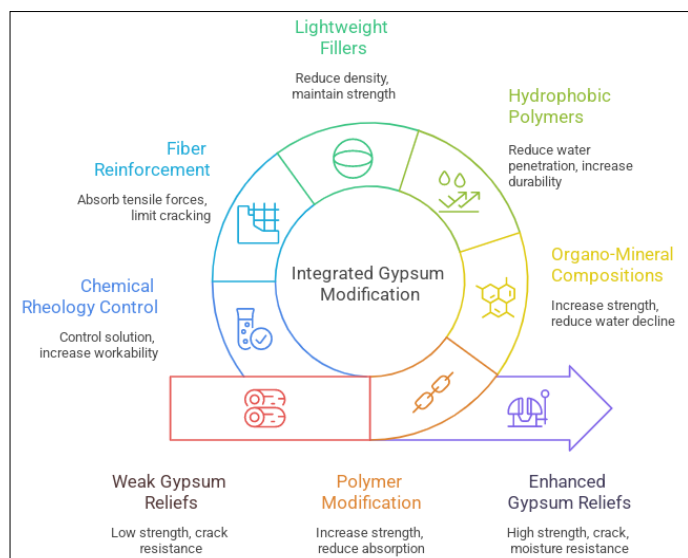 Lightweight
Fillers
Reduce density,
maintain strength
Hydrophobic
Polymers
Reduce water
penetration, increase
durability
Fiber
Reinforcement
Absorb tensile forces,
limit cracking
Integrated Gypsum
Modification
Organo-Mineral
Compositions
Increase strength,
reduce water decline
Chemical
Rheology Control
Control solution,
increase workability
Weak Gypsum
Reliefs
Low strength, crack
resistance
Polymer
Modification
Increase strength,
reduce absorption
Enhanced
Gypsum Reliefs
High strength, crack,
moisture resistance